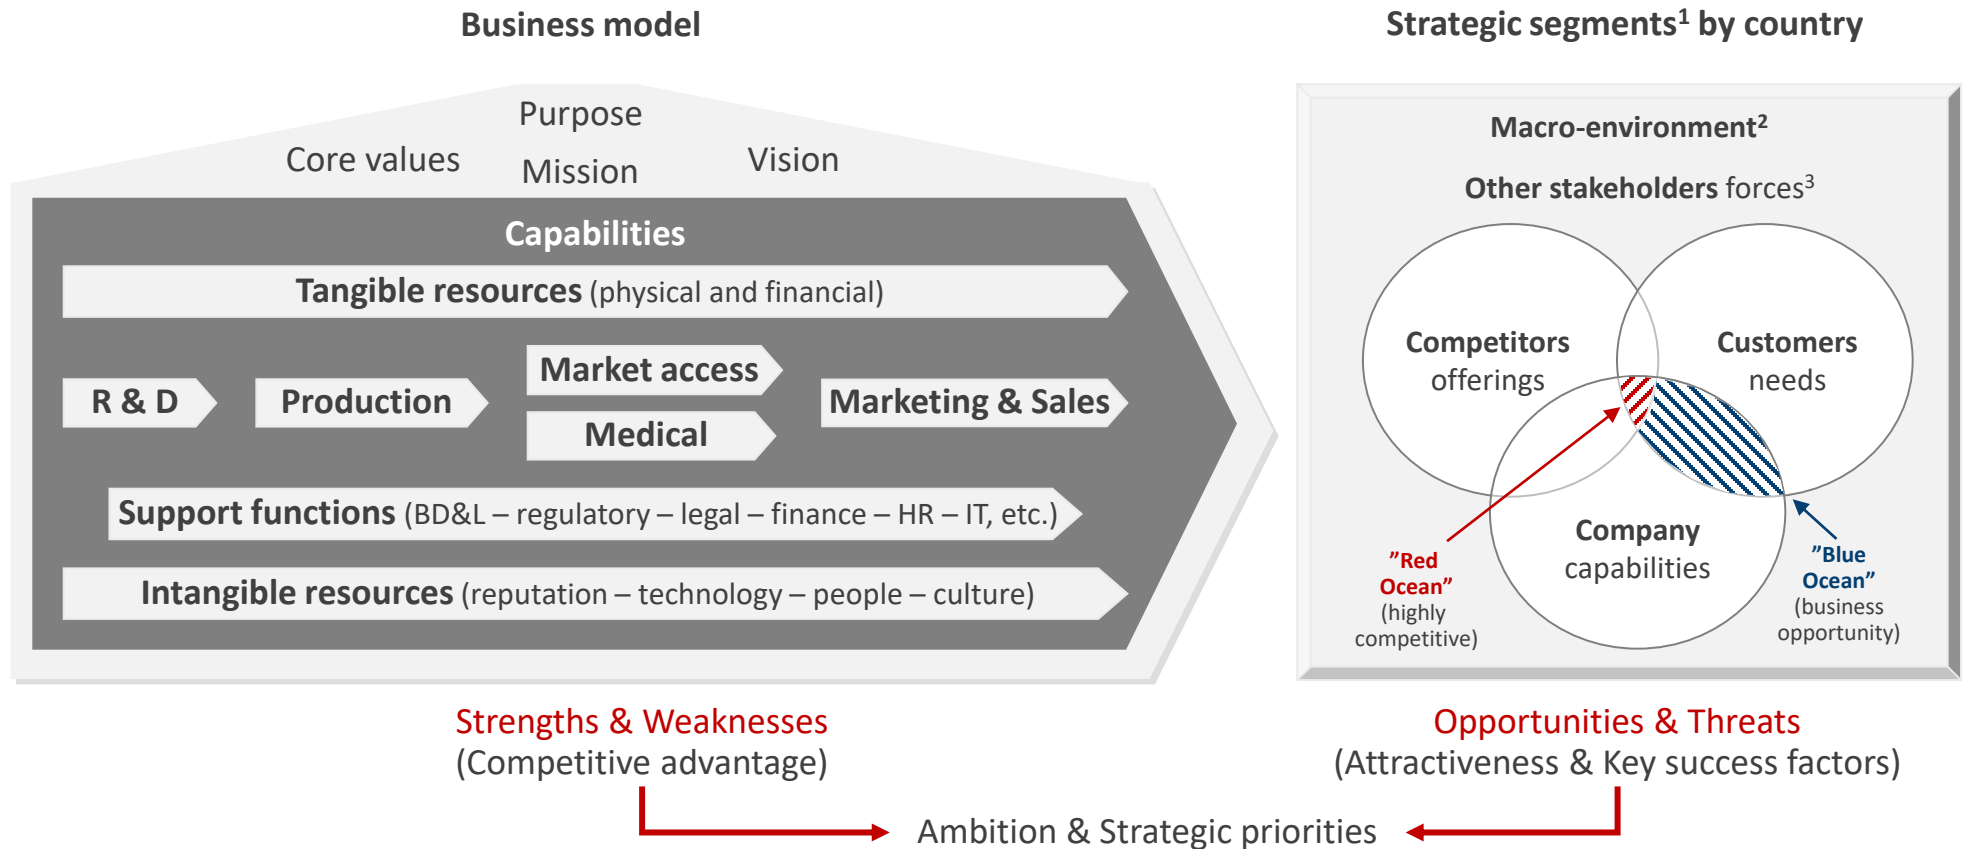 Business model
Strategic segments¹ by country
Purpose
Core values
Mission
Vision
Capabilities
Tangible resources (physical and financial)
R & D
Production
Market access
Medical
Marketing & Sales
Support functions (BD&L – regulatory – legal – finance – HR – IT, etc.)
Intangible resources (reputation – technology – people – culture)
Macro-environment²
Other stakeholders forces³
Competitors
offerings
Customers
needs
Company
capabilities
”Red
Ocean”
(highly
competitive)
”Blue
Ocean”
(business
opportunity)
Strengths & Weaknesses
(Competitive advantage)
Opportunities & Threats
(Attractiveness & Key success factors)
Ambition & Strategic priorities